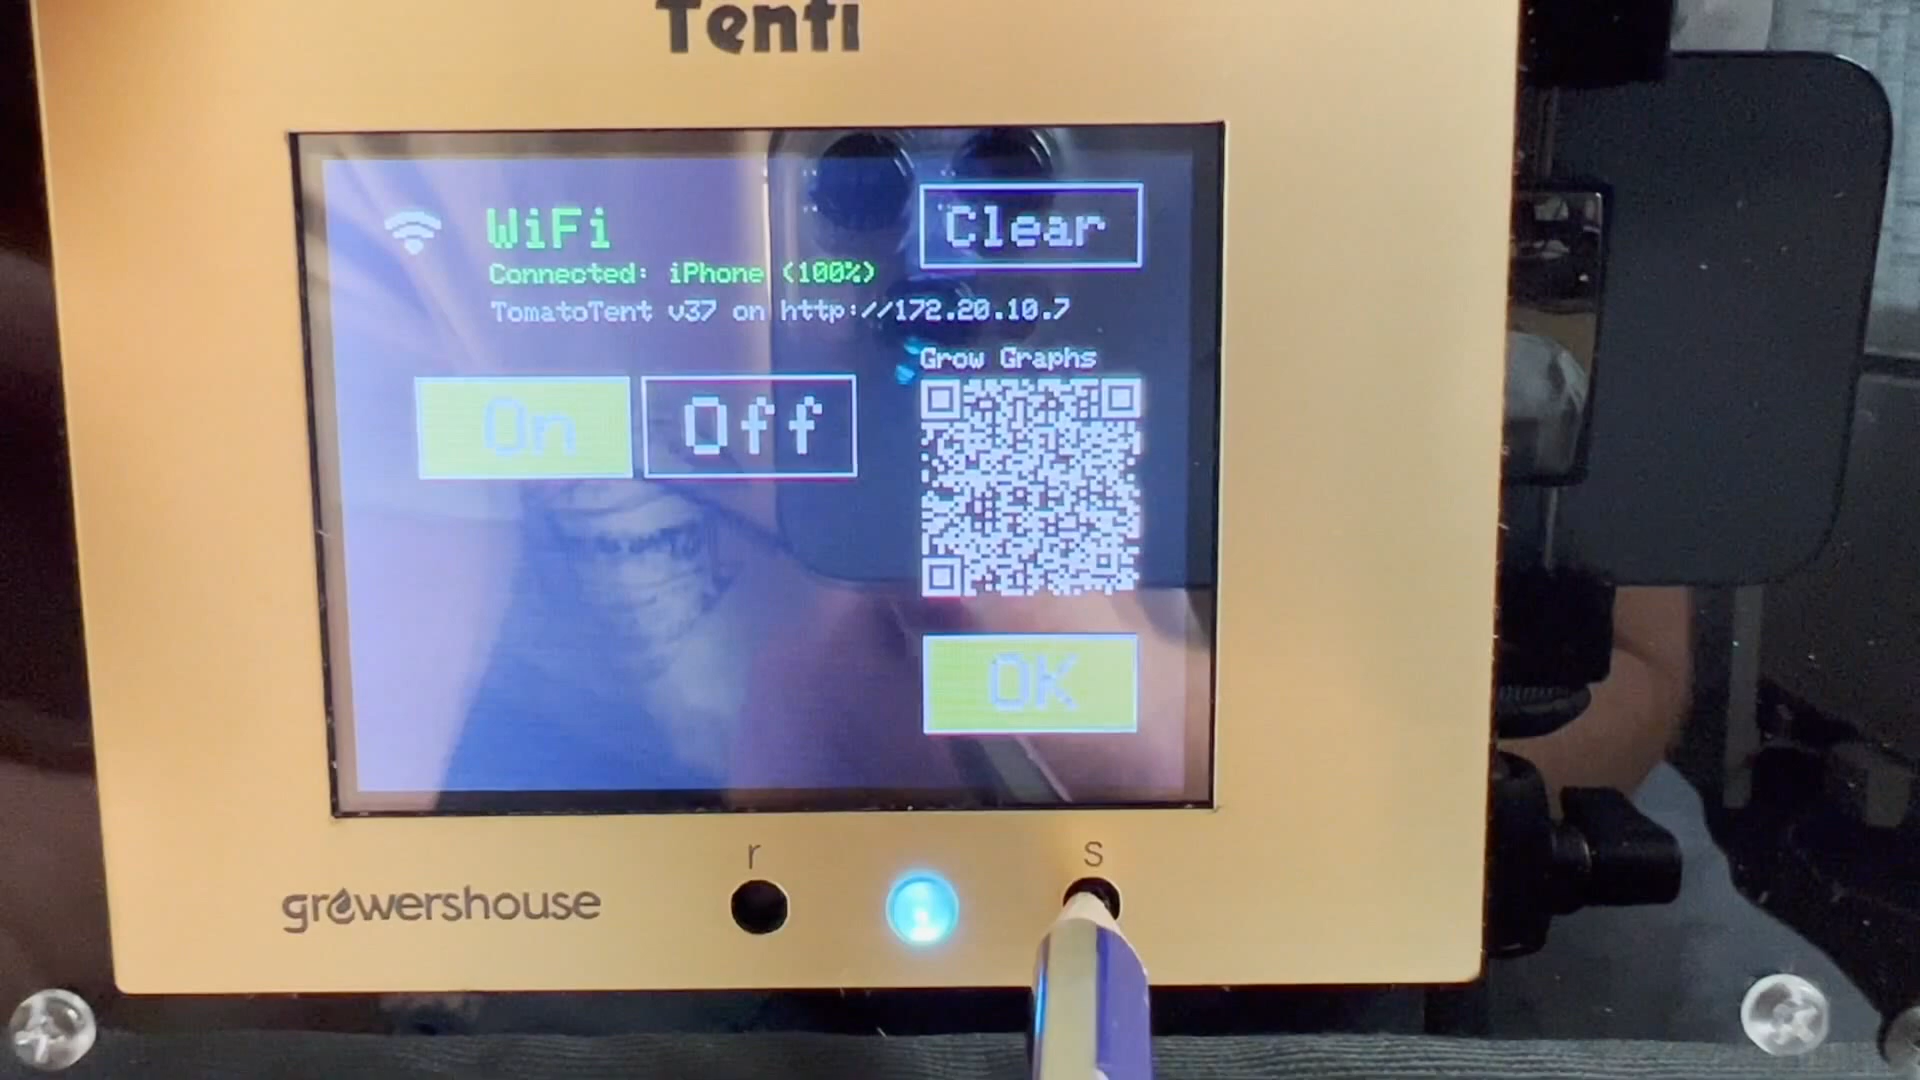 Tenti
WiFi
Clear
Connected: iPhone (100%)
TomatoTent v37 on http://172.20.10.7
Grow Graphs
On
Off
OK
r
s
growershouse